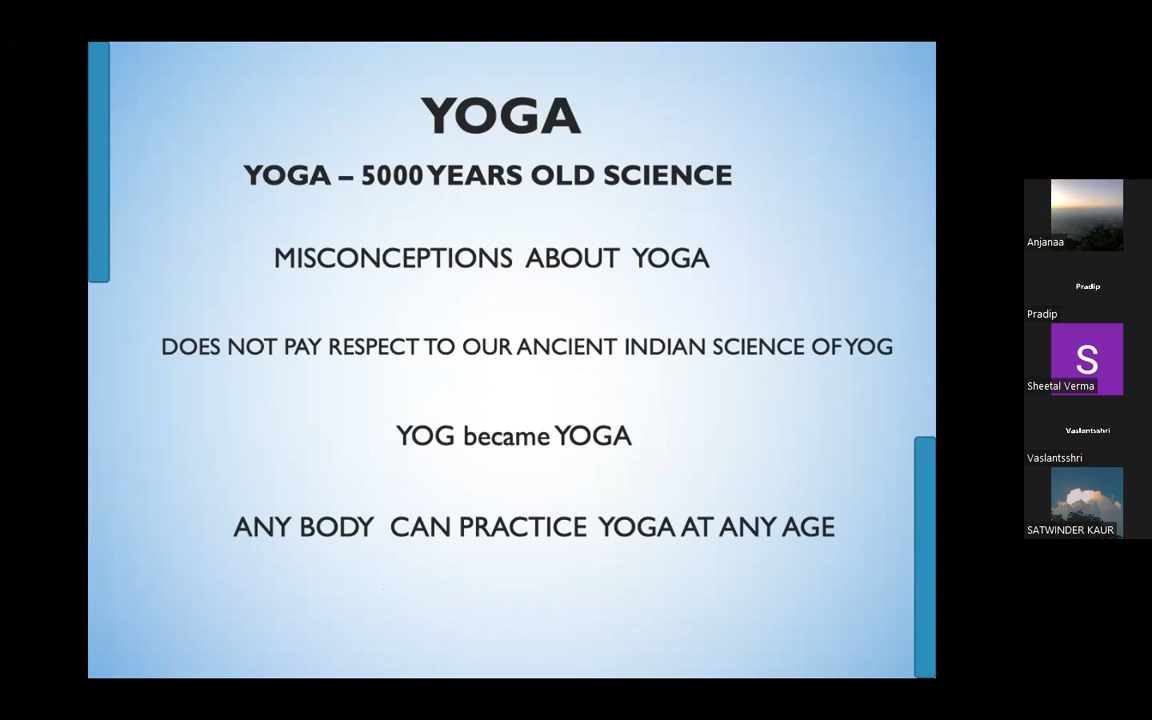 YOGA
YOGA – 5000 YEARS OLD SCIENCE
MISCONCEPTIONS ABOUT YOGA
DOES NOT PAY RESPECT TO OUR ANCIENT INDIAN SCIENCE OF YOG
YOG became YOGA
ANY BODY CAN PRACTICE YOGA AT ANY AGE
Anjanaa
Pradip
Pradip
S
Sheetal Verma
Vaslantsshri
Vaslantsshri
SATWINDER KAUR